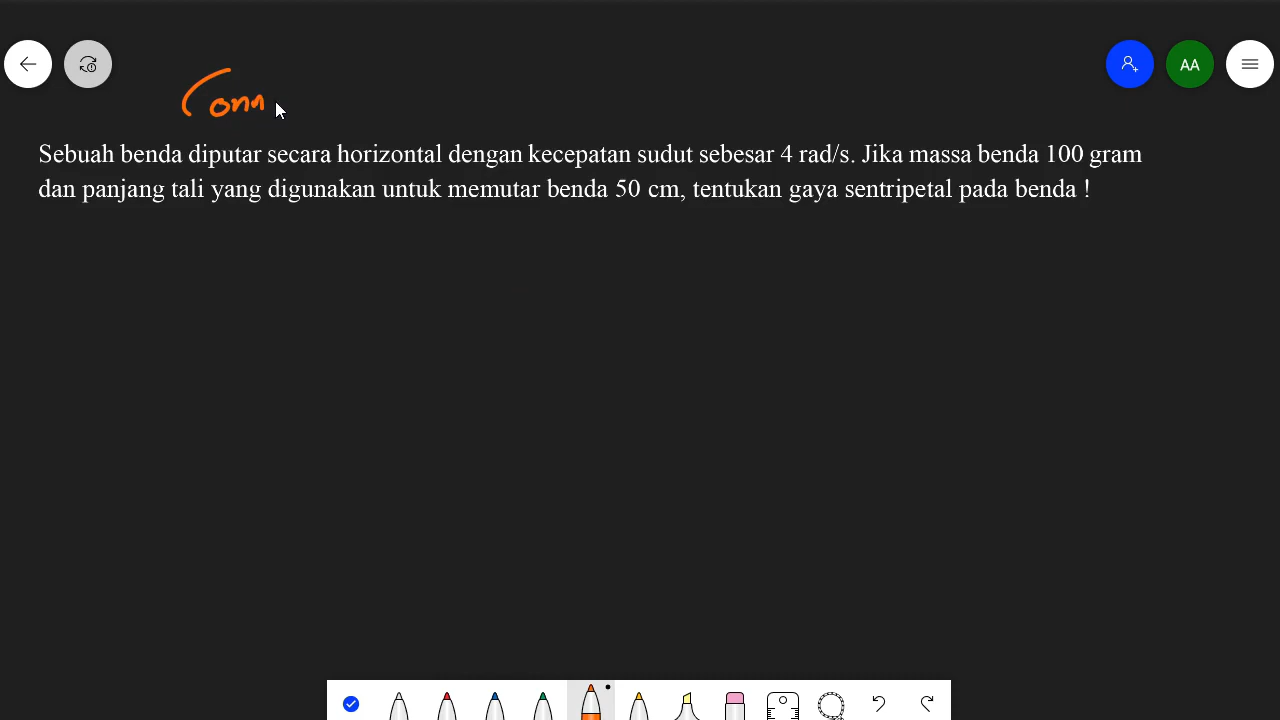 Conn
AA
Sebuah benda diputar secara horizontal dengan kecepatan sudut sebesar 4 rad/s. Jika massa benda 100 gram
dan panjang tali yang digunakan untuk memutar benda 50 cm, tentukan gaya sentripetal pada benda !